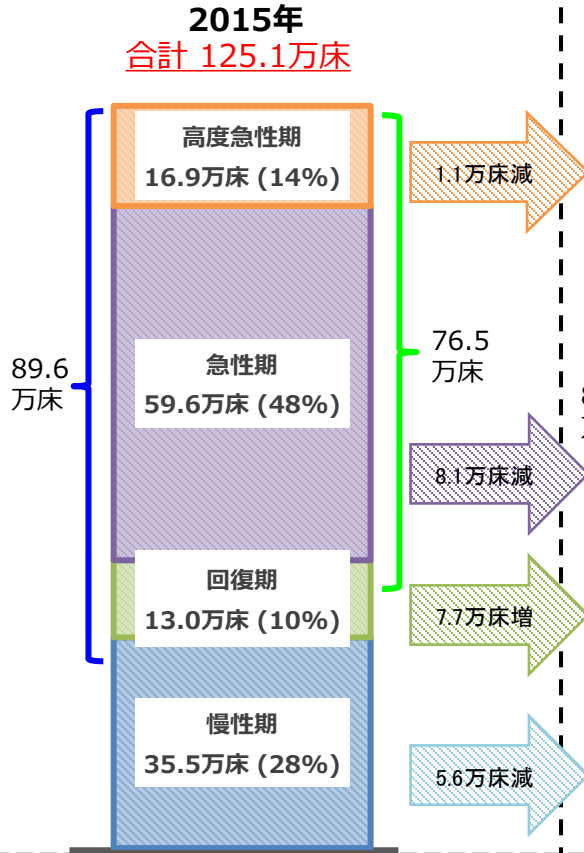 2015年
合計 125.1万床
高度急性期
16.9万床 (14%)
1.1万床減
89.6
万床
急性期
59.6万床 (48%)
76.5
万床
8.1万床減
回復期
13.0万床 (10%)
7.7万床増
慢性期
35.5万床 (28%)
5.6万床減